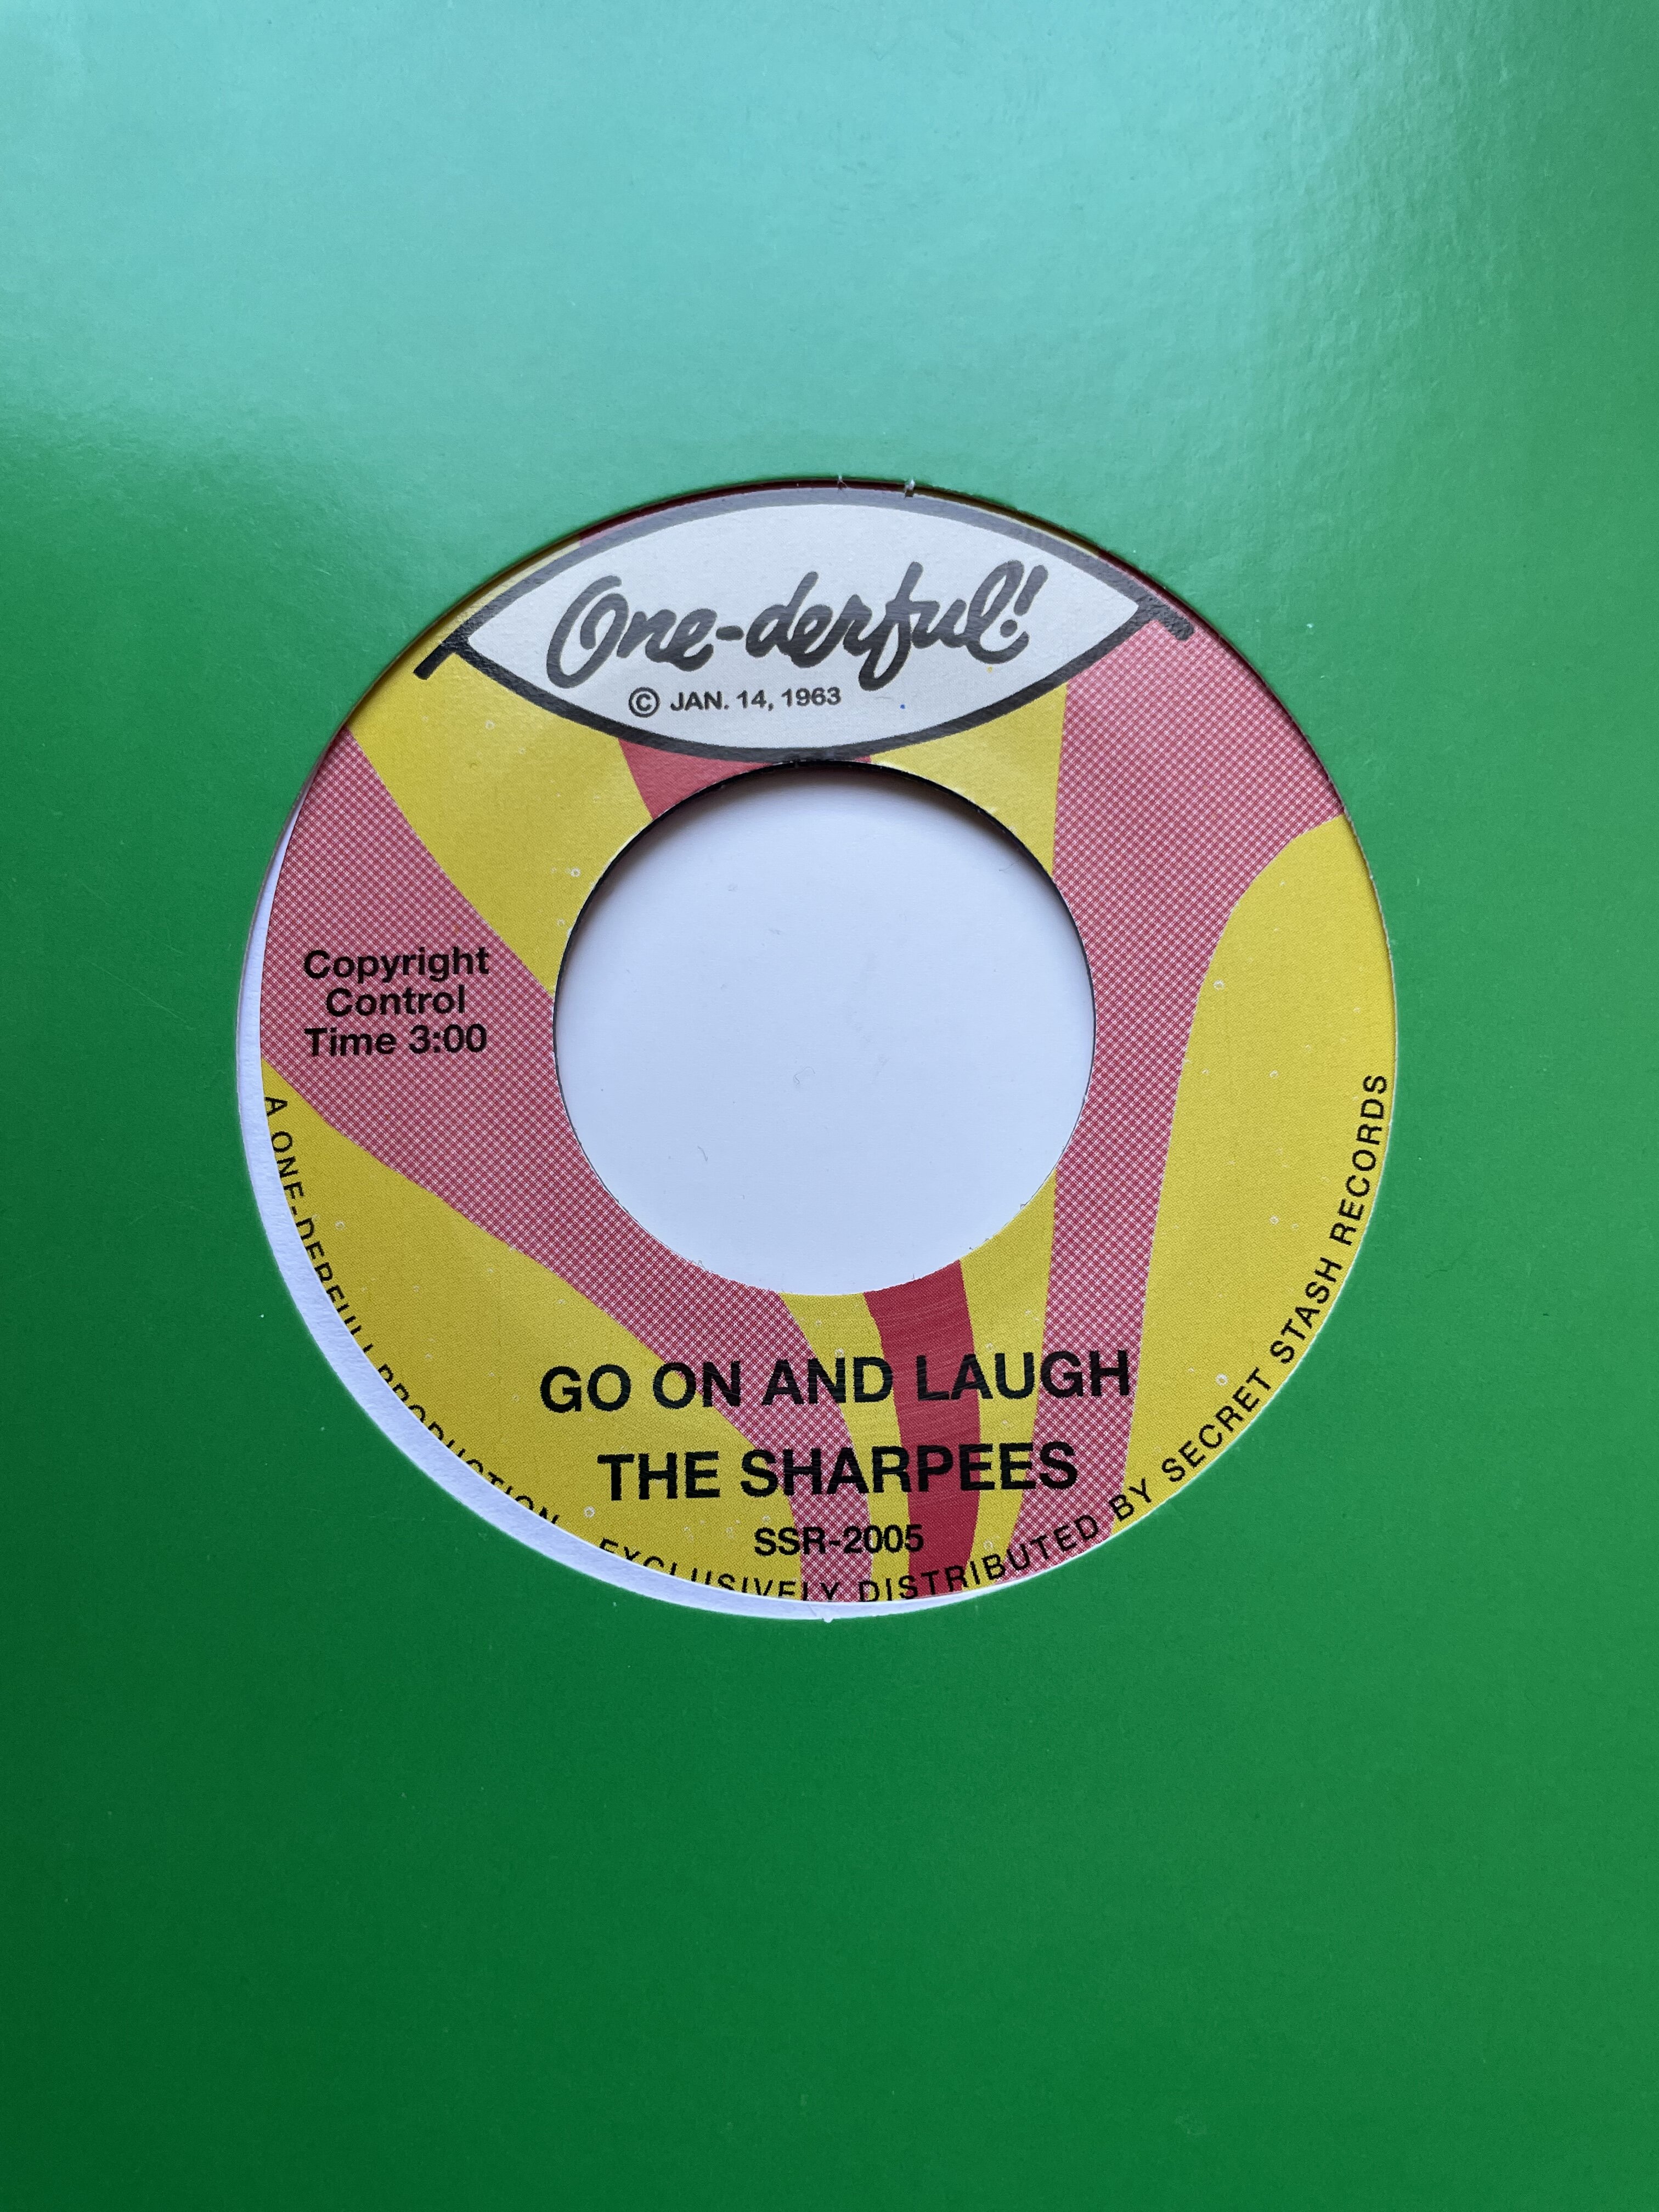 One-derful!
© JAN. 14, 1963
Copyright
Control
Time 3:00
GO ON AND LAUGH
THE SHARPEES
SSR-2005
A ONE-DERFUL PRODUCTION EXCLUSIVELY DISTRIBUTED BY SECRET STASH RECORDS